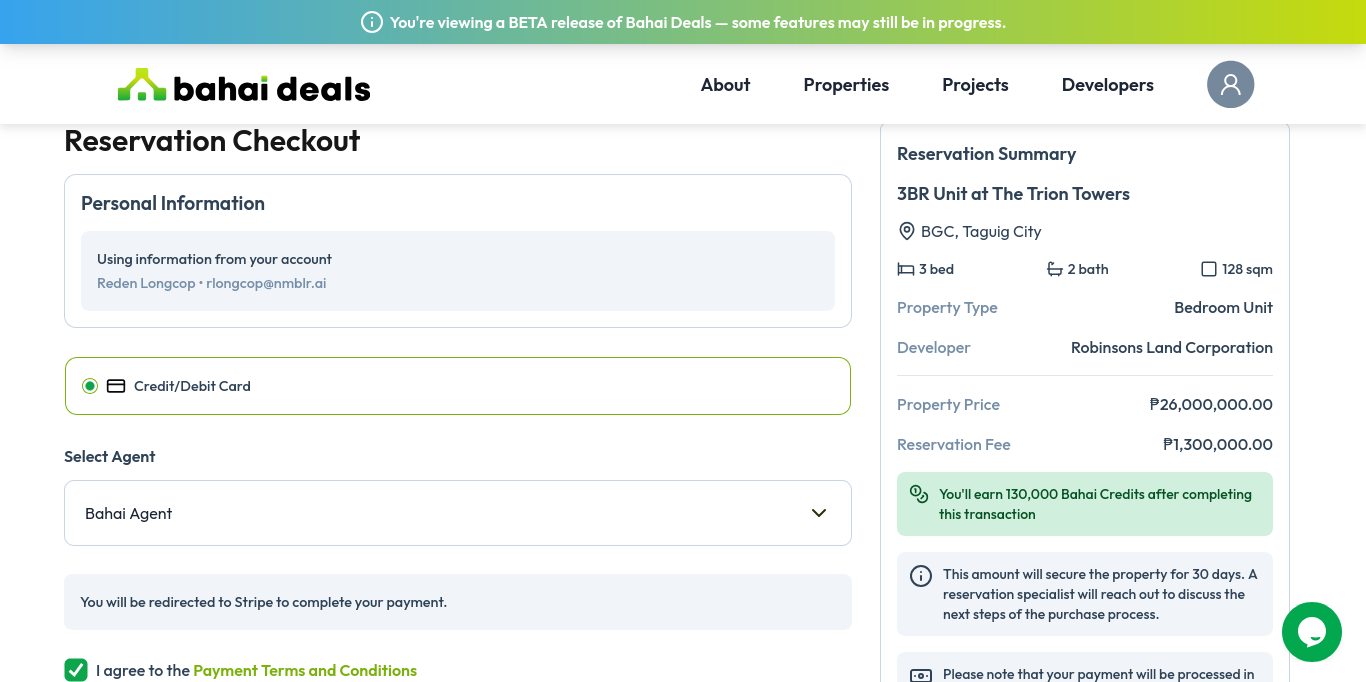 You're viewing a BETA release of Bahai Deals — some features may still be in progress.
bahai deals
About
Properties
Projects
Developers
Reservation Checkout
Personal Information
Using information from your account
Reden Longcop • rlongcop@nmblr.ai
Credit/Debit Card
Select Agent
Bahai Agent
You will be redirected to Stripe to complete your payment.
I agree to the Payment Terms and Conditions
Reservation Summary
3BR Unit at The Trion Towers
BGC, Taguig City
3 bed
2 bath
128 sqm
Property Type
Bedroom Unit
Developer
Robinsons Land Corporation
Property Price
₱26,000,000.00
Reservation Fee
₱1,300,000.00
You'll earn 130,000 Bahai Credits after completing
this transaction
This amount will secure the property for 30 days. A
reservation specialist will reach out to discuss the
next steps of the purchase process.
Please note that your payment will be processed in